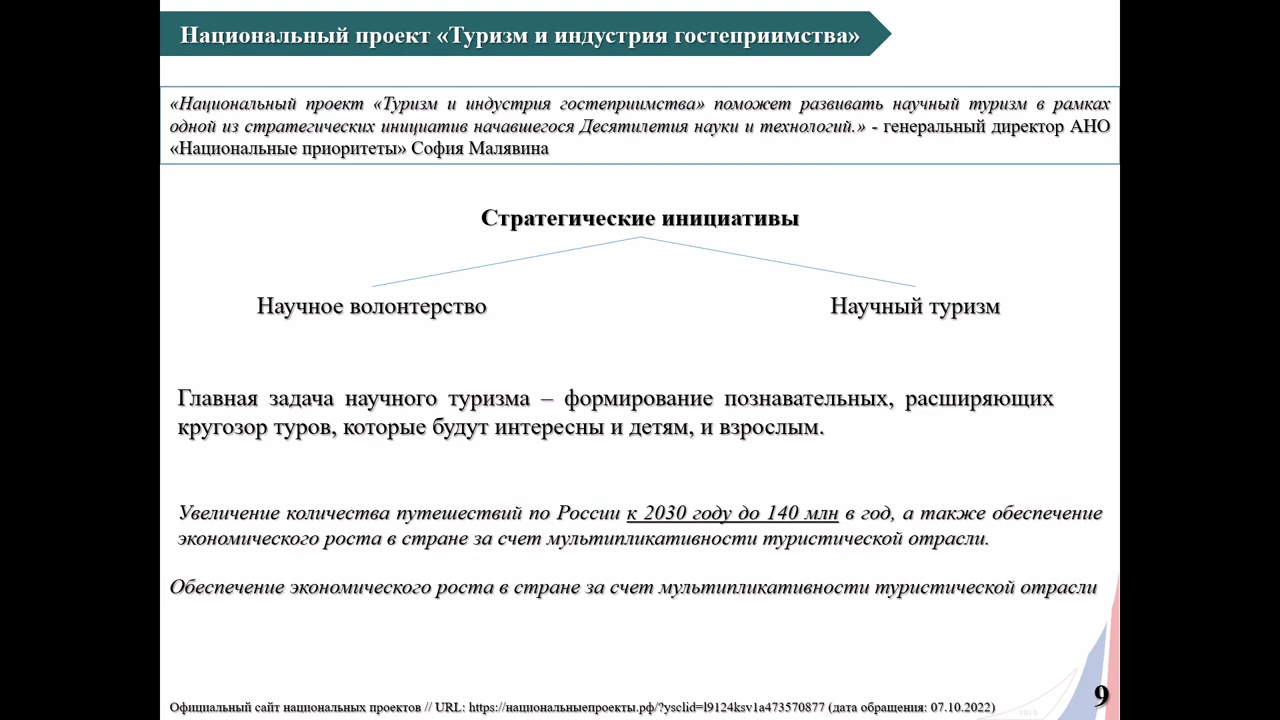 Национальный проект «Туризм и индустрия гостеприимства»
«Национальный проект «Туризм и индустрия гостеприимства» поможет развивать научный туризм в рамках
одной из стратегических инициатив начавшегося Десятилетия науки и технологий.» - генеральный директор АНО
«Национальные приоритеты» София Малявина
Стратегические инициативы
Научное волонтерство
Научный туризм
Главная задача научного туризма – формирование познавательных, расширяющих
кругозор туров, которые будут интересны и детям, и взрослым.
Увеличение количества путешествий по России к 2030 году до 140 млн в год, а также обеспечение
экономического роста в стране за счет мультипликативности туристической отрасли.
Обеспечение экономического роста в стране за счет мультипликативности туристической отрасли
1919
9
Официальный сайт национальных проектов // URL: https://национальныепроекты.рф/?ysclid=l9124ksv1a473570877 (дата обращения: 07.10.2022)